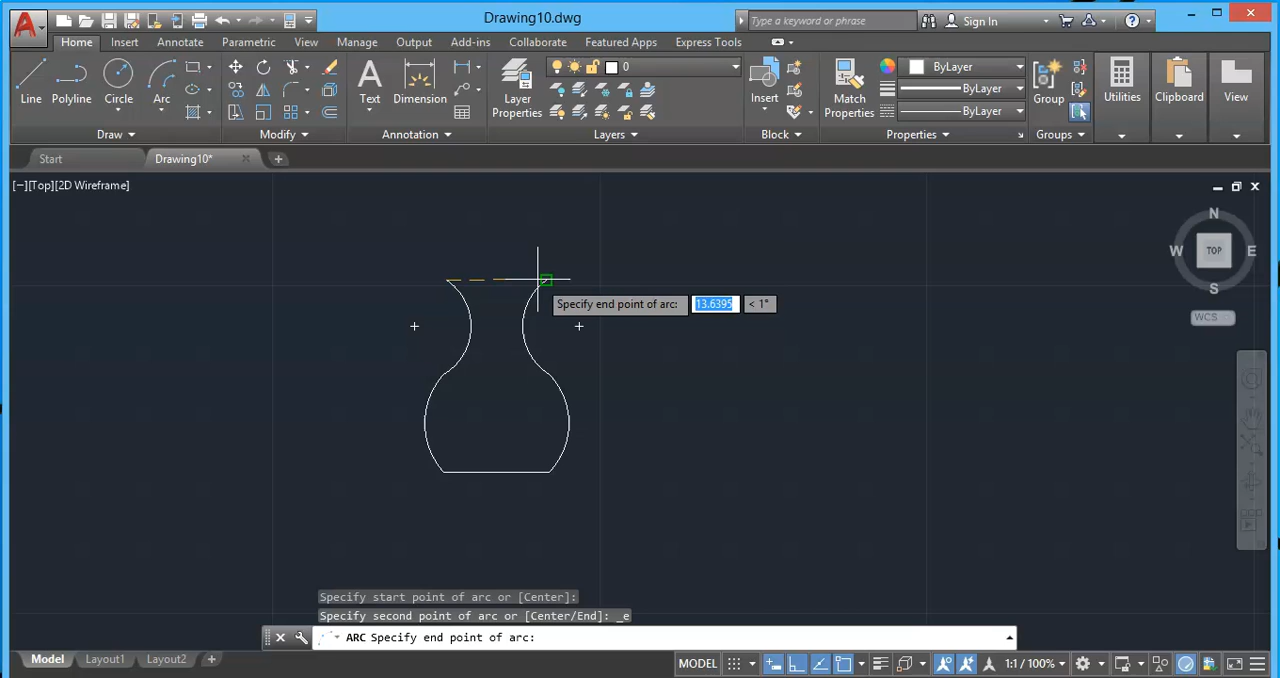 Drawing10.dwg
Type a keyword or phrase
Sign In
Home Insert Annotate Parametric View Manage Output Add-ins Collaborate Featured Apps Express Tools
0
ByLayer
ByLayer
ByLayer
Line Polyline Circle Arc
Text Dimension
Layer Properties
Insert
Match Properties
Group
Utilities
Clipboard
View
Draw Modify Annotation Layers Block Properties Groups
Start Drawing10*
[−][Top][2D Wireframe]
N
W TOP E
S
WCS
Specify end point of arc: 13.6395 < 1°
Specify start point of arc or [Center]:
Specify second point of arc or [Center/End]: _e
ARC Specify end point of arc:
Model Layout1 Layout2
MODEL 1:1 / 100%